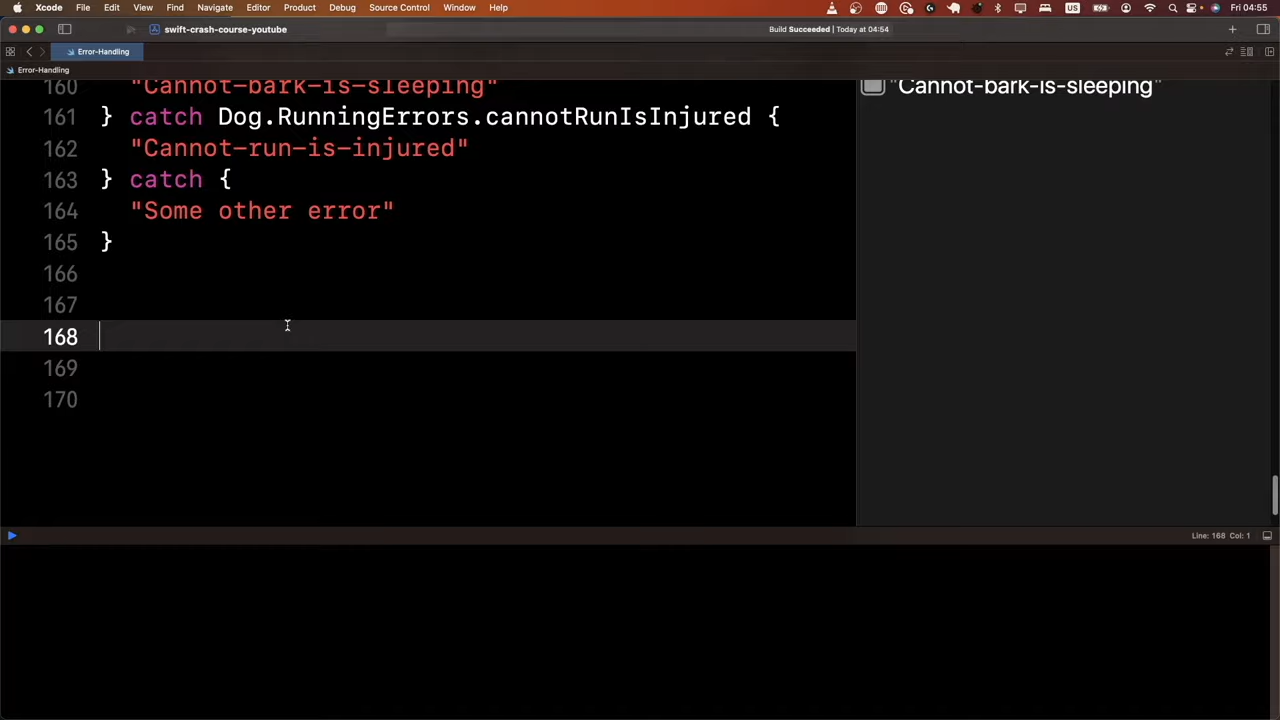 Xcode File Edit View Find Navigate Editor Product Debug Source Control Window Help US Fri 04:55
swift-crash-course-youtube Build Succeeded | Today at 04:54
Error-Handling
Error-Handling
160 "Cannot-bark-is-sleeping" "Cannot-bark-is-sleeping"
161 } catch Dog.RunningErrors.cannotRunIsInjured {
162 "Cannot-run-is-injured"
163 } catch {
164 "Some other error"
165 }
166
167
168
169
170
Line: 168 Col: 1